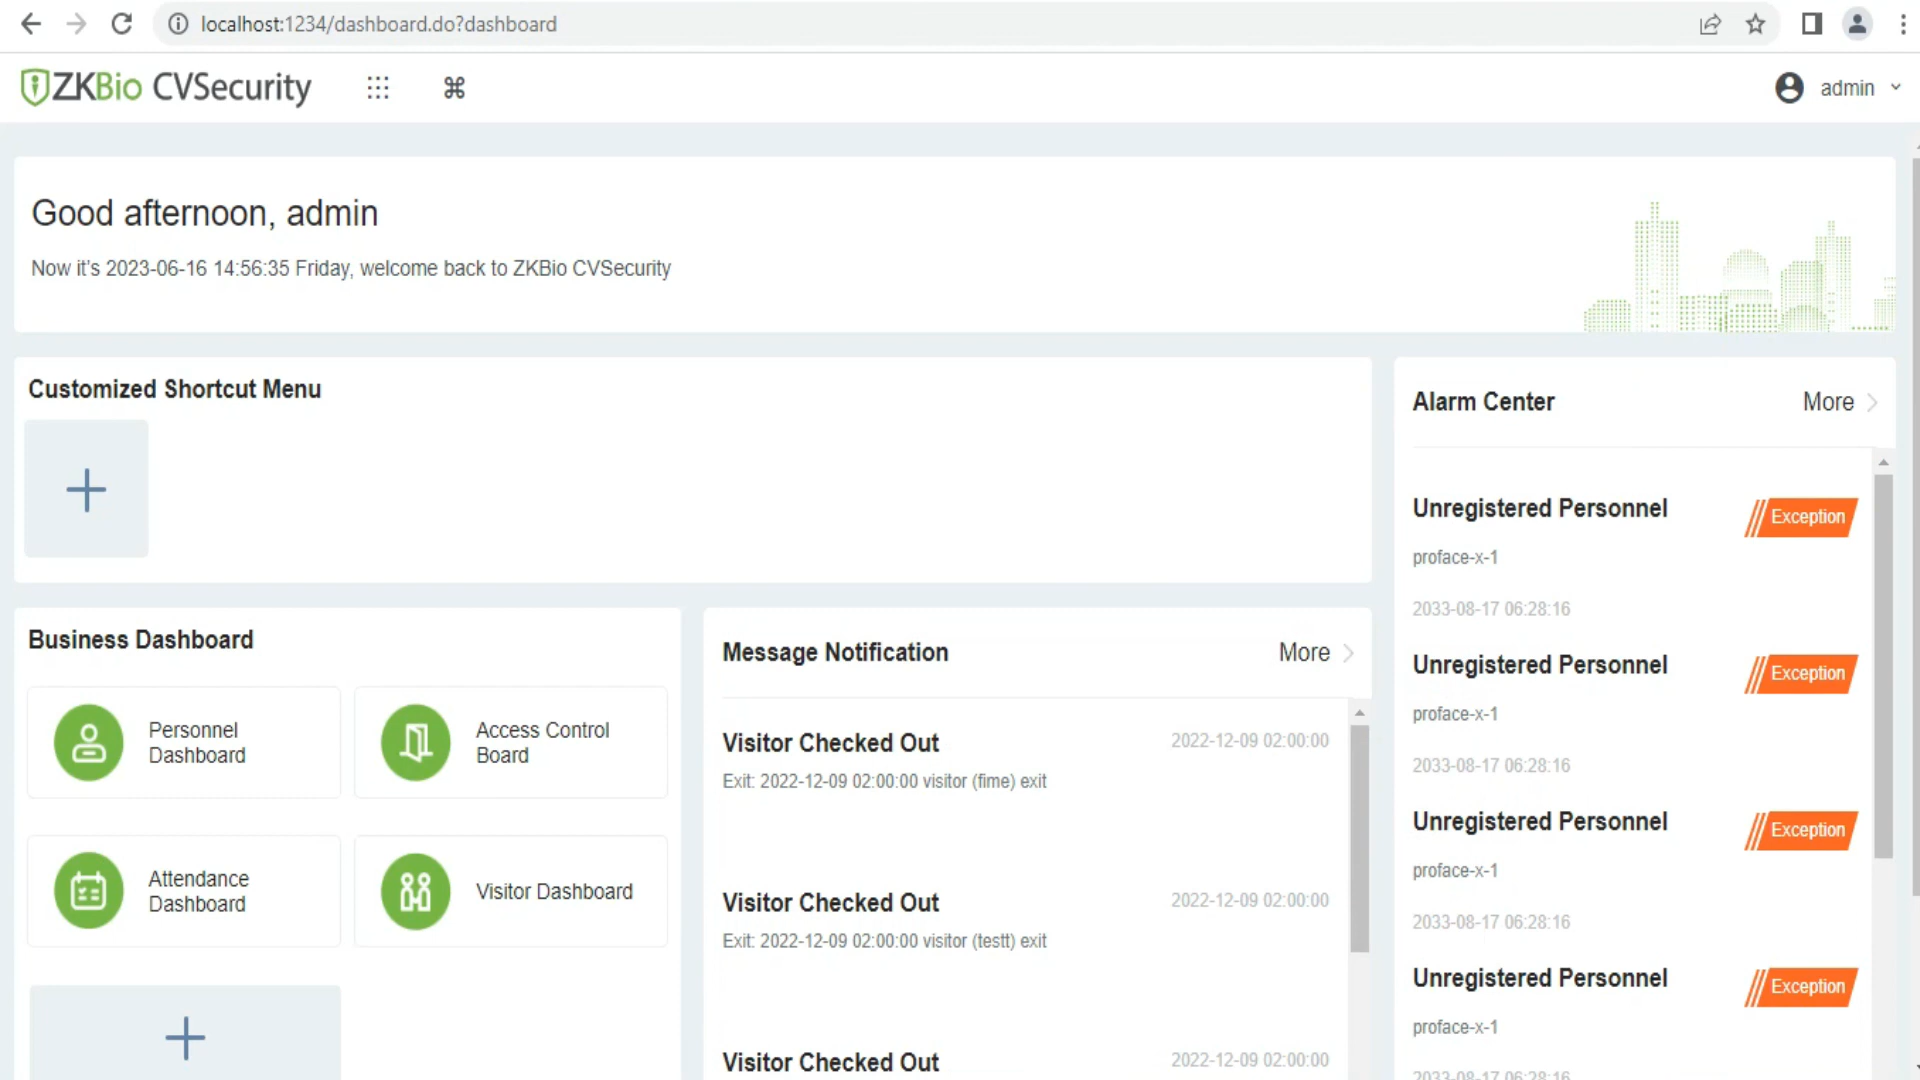 localhost:1234/dashboard.do?dashboard
ZKBio CVSecurity
admin
Good afternoon, admin
Now it's 2023-06-16 14:56:35 Friday, welcome back to ZKBio CVSecurity
Customized Shortcut Menu
Business Dashboard
Personnel
Dashboard
Access Control
Board
Attendance
Dashboard
Visitor Dashboard
Message Notification
More
Visitor Checked Out
2022-12-09 02:00:00
Exit: 2022-12-09 02:00:00 visitor (fime) exit
Visitor Checked Out
2022-12-09 02:00:00
Exit: 2022-12-09 02:00:00 visitor (testt) exit
Visitor Checked Out
2022-12-09 02:00:00
Alarm Center
More
Unregistered Personnel
Exception
proface-x-1
2033-08-17 06:28:16
Unregistered Personnel
Exception
proface-x-1
2033-08-17 06:28:16
Unregistered Personnel
Exception
proface-x-1
2033-08-17 06:28:16
Unregistered Personnel
Exception
proface-x-1
2033-08-17 06:28:16